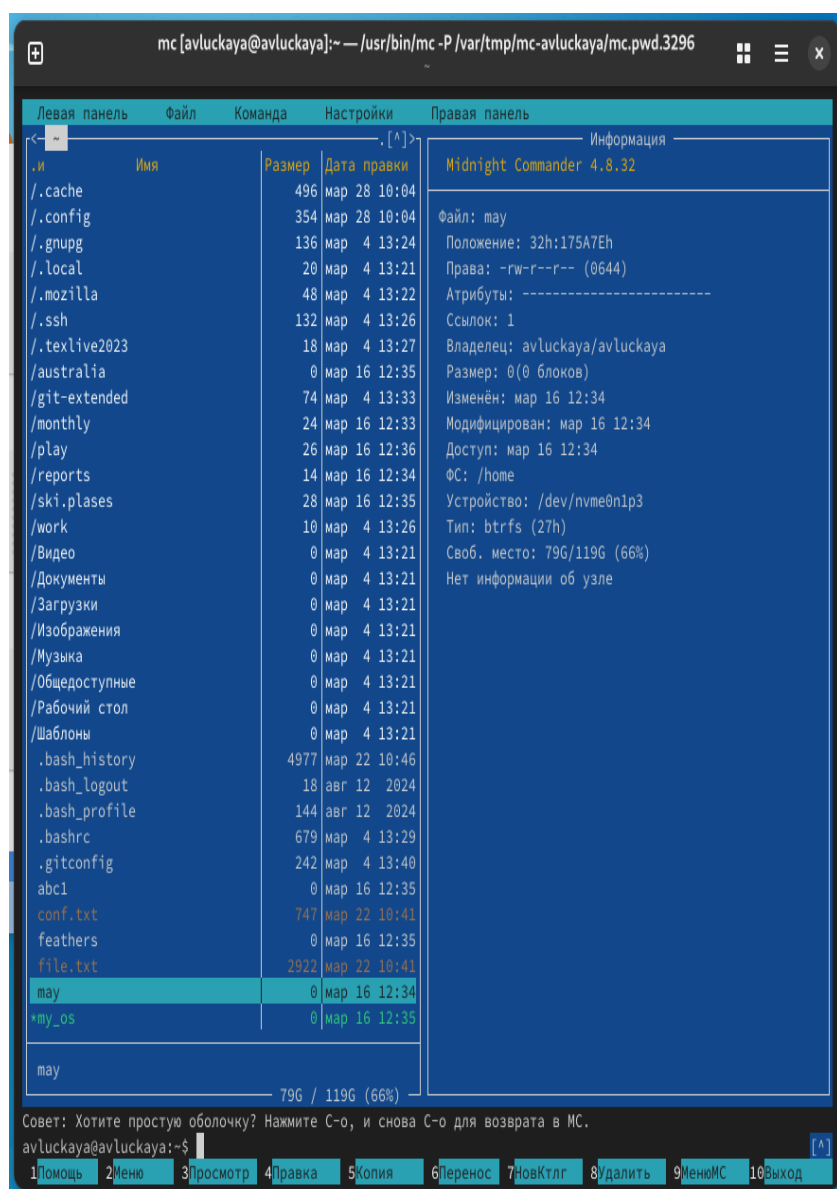 mc [avluckaya@avluckaya]:~ — /usr/bin/mc -P /var/tmp/mc-avluckaya/mc.pwd.3296
~
Левая панель Файл Команда Настройки Правая панель
<─ ~ .[^]>
.и Имя Размер Дата правки
/.cache 496 мар 28 10:04
/.config 354 мар 28 10:04
/.gnupg 136 мар 4 13:24
/.local 20 мар 4 13:21
/.mozilla 48 мар 4 13:22
/.ssh 132 мар 4 13:26
/.texlive2023 18 мар 4 13:27
/australia 0 мар 16 12:35
/git-extended 74 мар 4 13:33
/monthly 24 мар 16 12:33
/play 26 мар 16 12:36
/reports 14 мар 16 12:34
/ski.plases 28 мар 16 12:35
/work 10 мар 4 13:26
/Видео 0 мар 4 13:21
/Документы 0 мар 4 13:21
/Загрузки 0 мар 4 13:21
/Изображения 0 мар 4 13:21
/Музыка 0 мар 4 13:21
/Общедоступные 0 мар 4 13:21
/Рабочий стол 0 мар 4 13:21
/Шаблоны 0 мар 4 13:21
.bash_history 4977 мар 22 10:46
.bash_logout 18 авг 12 2024
.bash_profile 144 авг 12 2024
.bashrc 679 мар 4 13:29
.gitconfig 242 мар 4 13:40
abc1 0 мар 16 12:35
conf.txt 747 мар 22 10:41
feathers 0 мар 16 12:35
file.txt 2922 мар 22 10:41
may 0 мар 16 12:34
*my_os 0 мар 16 12:35
may
79G / 119G (66%)
Информация
Midnight Commander 4.8.32
Файл: may
Положение: 32h:175A7Eh
Права: -rw-r--r-- (0644)
Атрибуты: -------------------------
Ссылок: 1
Владелец: avluckaya/avluckaya
Размер: 0(0 блоков)
Изменён: мар 16 12:34
Модифицирован: мар 16 12:34
Доступ: мар 16 12:34
ФС: /home
Устройство: /dev/nvme0n1p3
Тип: btrfs (27h)
Своб. место: 79G/119G (66%)
Нет информации об узле
Совет: Хотите простую оболочку? Нажмите C-o, и снова C-o для возврата в MC.
avluckaya@avluckaya:~$ [^]
1Помощь 2Меню 3Просмотр 4Правка 5Копия 6Перенос 7НовКтлг 8Удалить 9МенюMC 10Выход